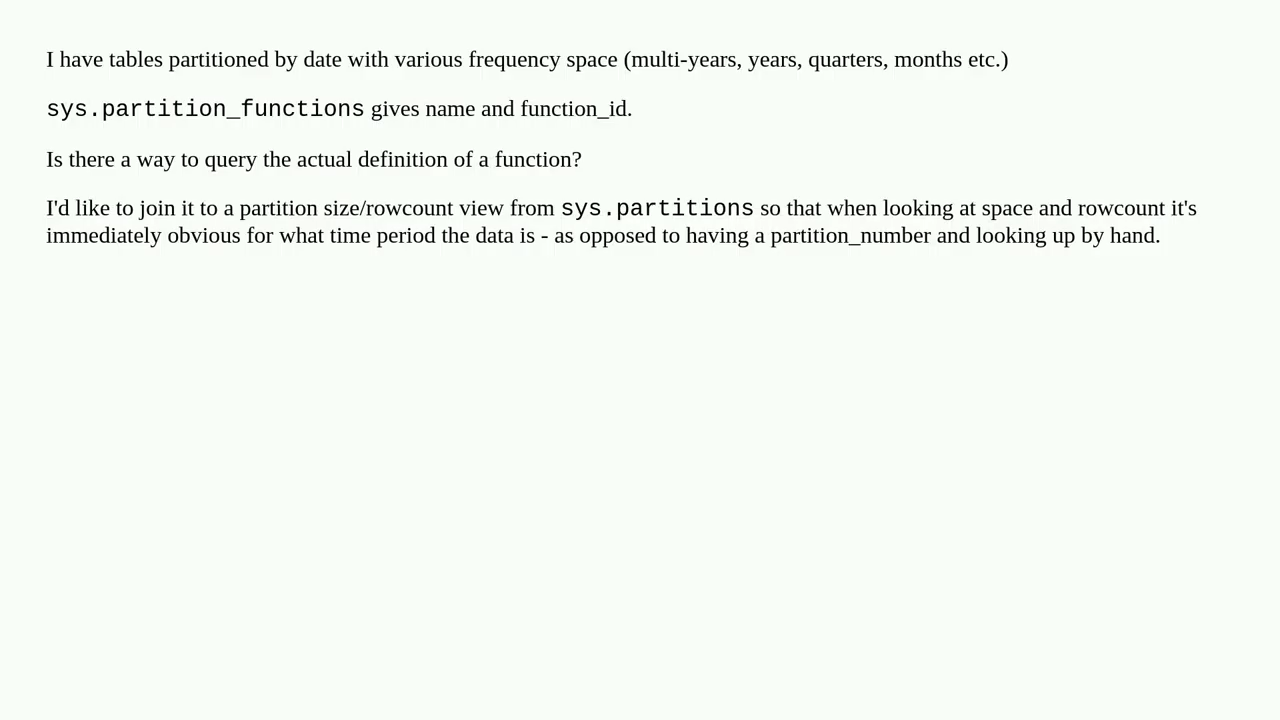 I have tables partitioned by date with various frequency space (multi-years, years, quarters, months etc.)
sys.partition_functions gives name and function_id.
Is there a way to query the actual definition of a function?
I'd like to join it to a partition size/rowcount view from sys.partitions so that when looking at space and rowcount it's
immediately obvious for what time period the data is - as opposed to having a partition_number and looking up by hand.